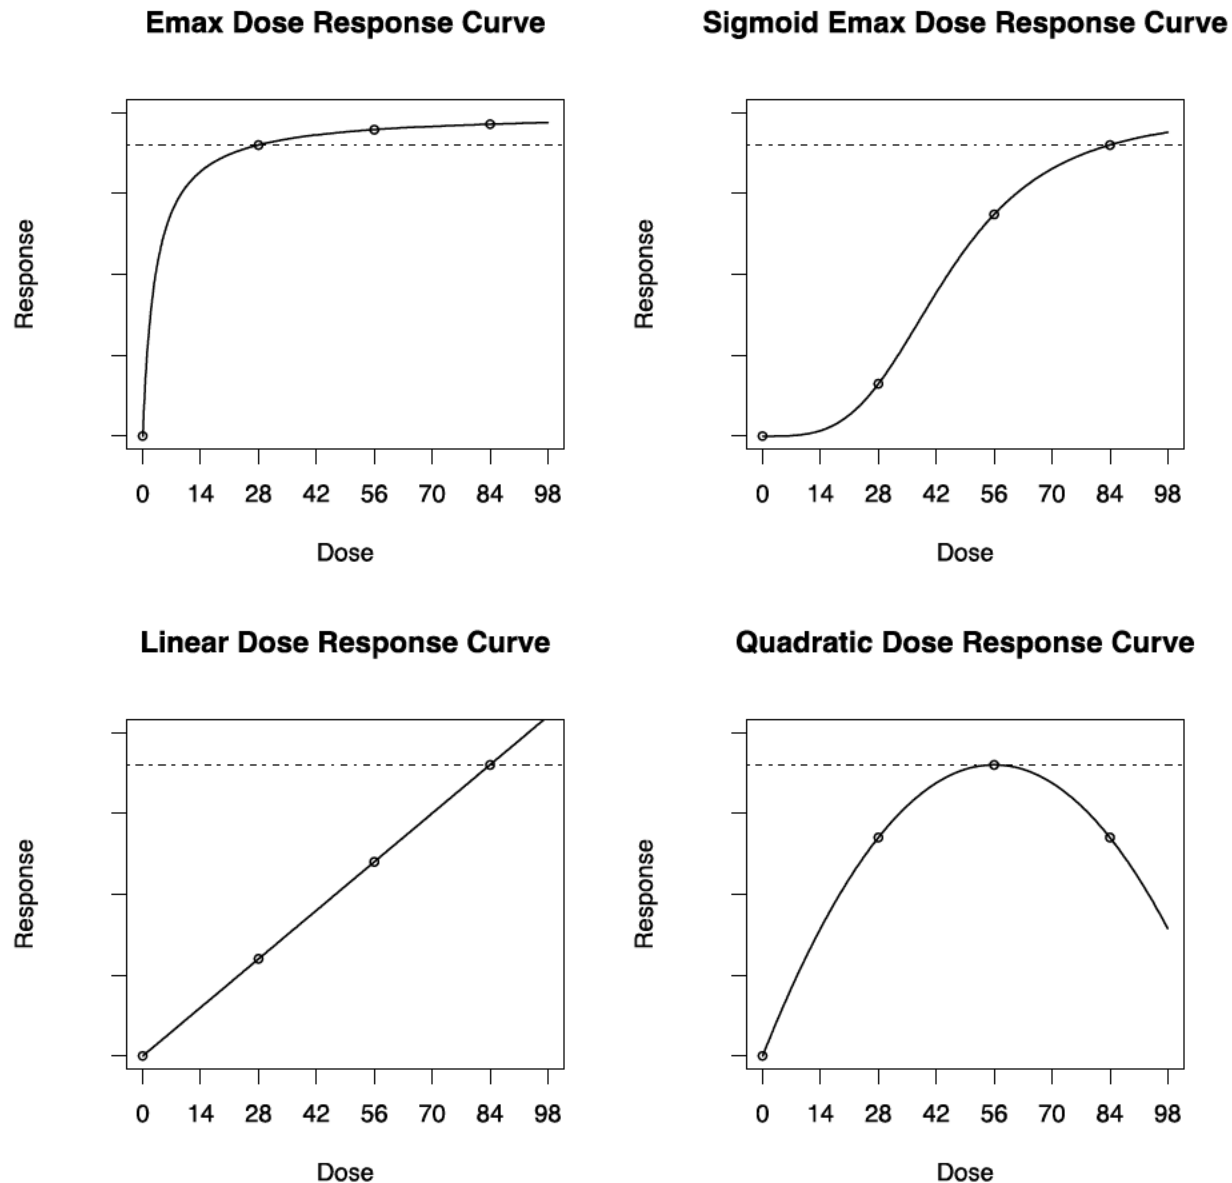 Emax Dose Response Curve
Response
0 14 28 42 56 70 84 98
Dose
Sigmoid Emax Dose Response Curve
Response
0 14 28 42 56 70 84 98
Dose
Linear Dose Response Curve
Response
0 14 28 42 56 70 84 98
Dose
Quadratic Dose Response Curve
Response
0 14 28 42 56 70 84 98
Dose